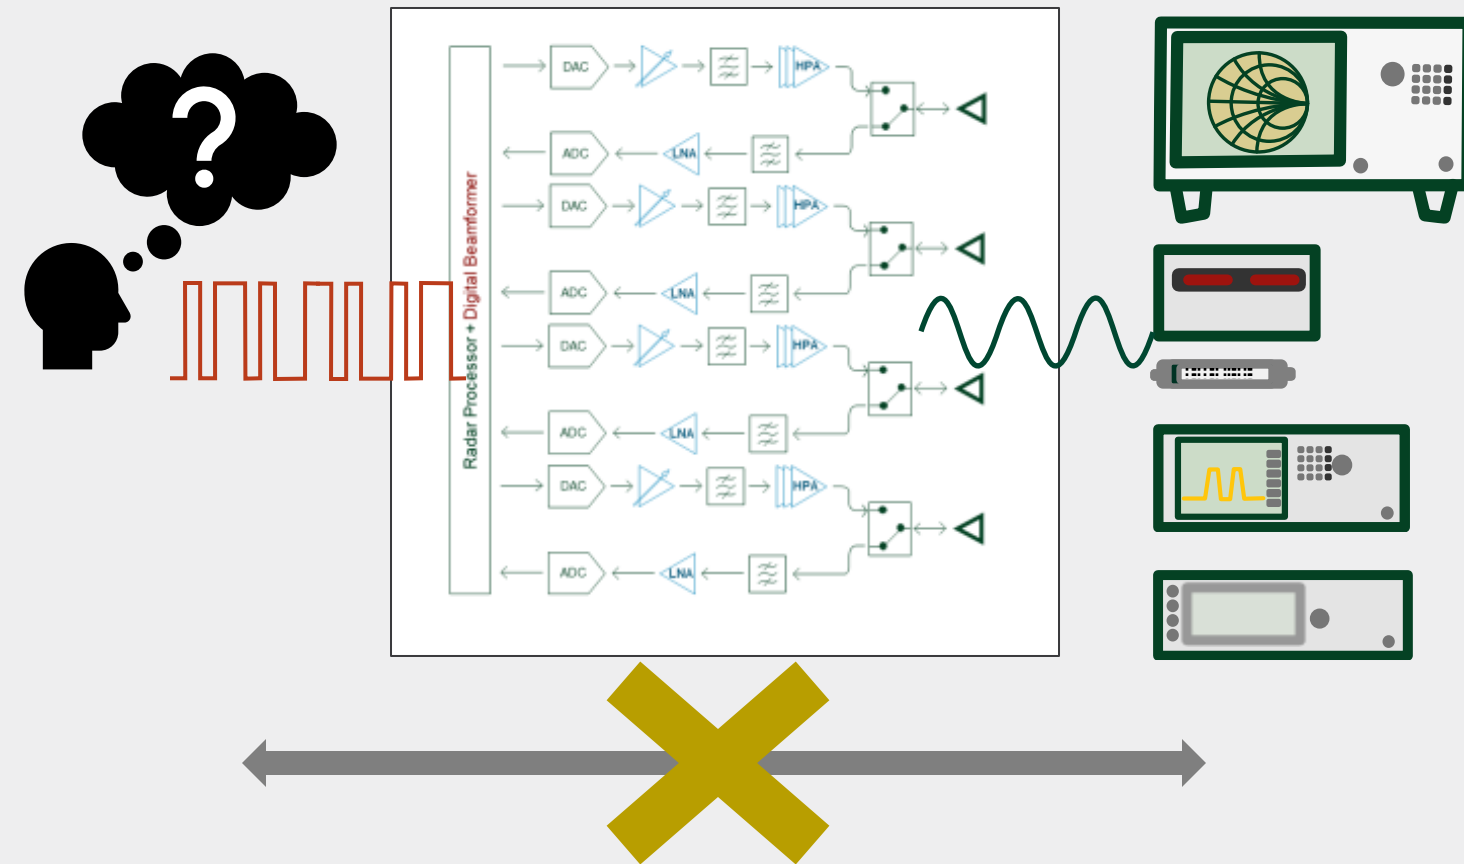 ?
DAC
HPA
ADC
LNA
DAC
HPA
ADC
LNA
Radar Processor + Digital Beamformer
DAC
HPA
ADC
LNA
DAC
HPA
ADC
LNA